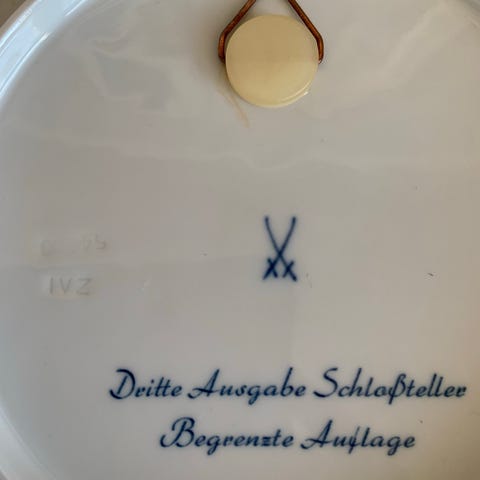 IVZ
Dritte Ausgabe Schloßteller
Begrenzte Auflage